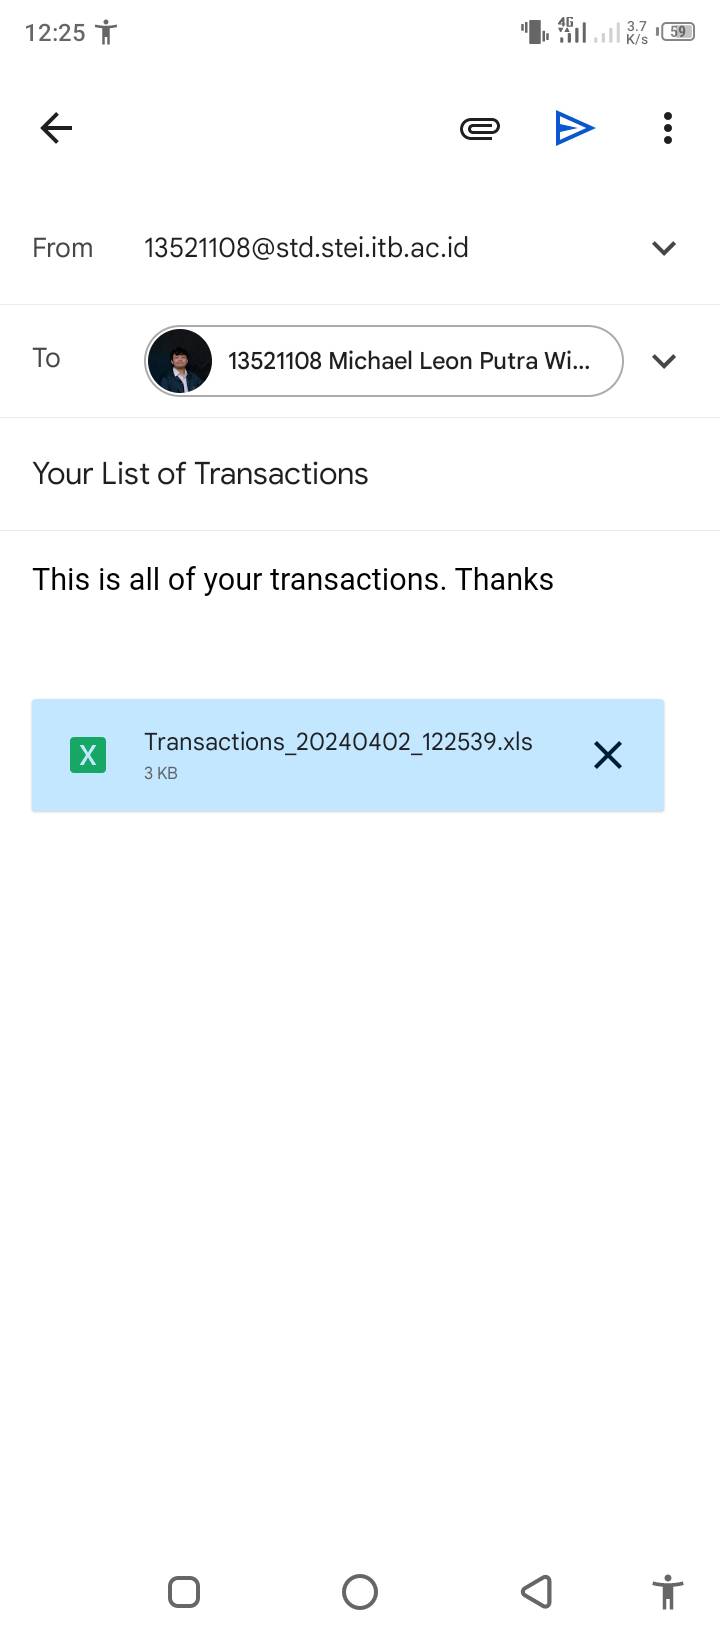 12:25 4G 3.7 K/s 59
From 13521108@std.stei.itb.ac.id
To 13521108 Michael Leon Putra Wi...
Your List of Transactions
This is all of your transactions. Thanks
X Transactions_20240402_122539.xls
3 KB